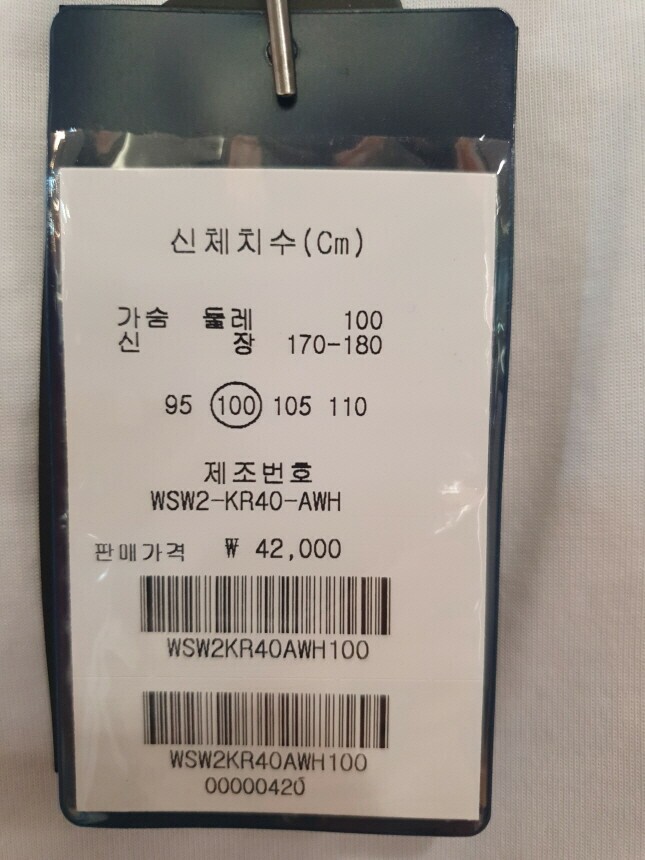 신체치수(Cm)
가슴 둘레 100
신 장 170-180
95 100 105 110
제조번호
WSW2-KR40-AWH
판매가격 ₩ 42,000
WSW2KR40AWH100
WSW2KR40AWH100
00000420